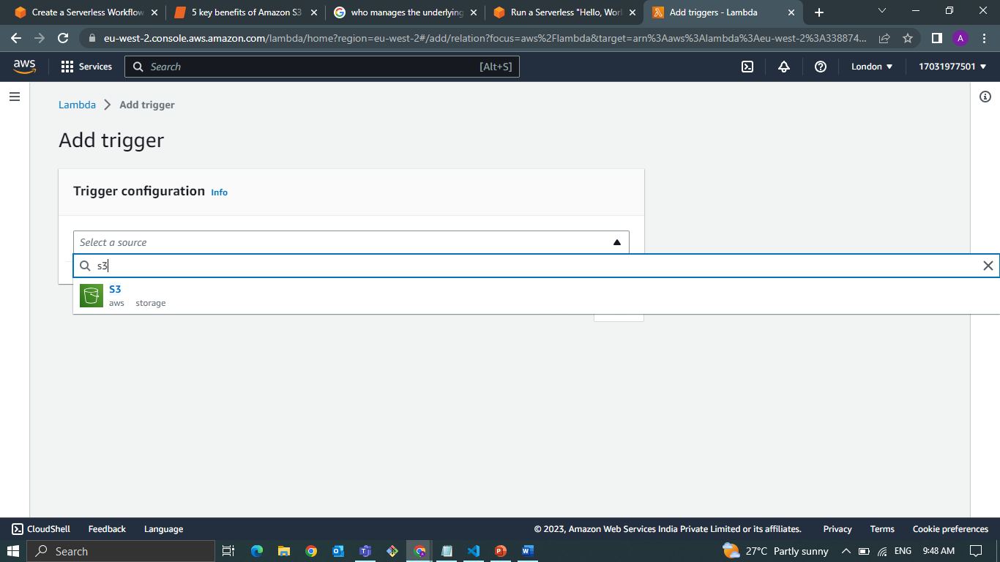 Create a Serverless Workflow
5 key benefits of Amazon S3
who manages the underlying
Run a Serverless "Hello, Worl
Add triggers - Lambda
eu-west-2.console.aws.amazon.com/lambda/home?region=eu-west-2#/add/relation?focus=aws%2Flambda&target=arn%3Aaws%3Alambda%3Aeu-west-2%3A338874...
A
aws
Services
Search
[Alt+S]
London
17031977501
Lambda
Add trigger
Add trigger
Trigger configuration Info
Select a source
s3
S3
aws storage
CloudShell
Feedback
Language
© 2023, Amazon Web Services India Private Limited or its affiliates.
Privacy
Terms
Cookie preferences
Search
27°C Partly sunny
ENG
9:48 AM